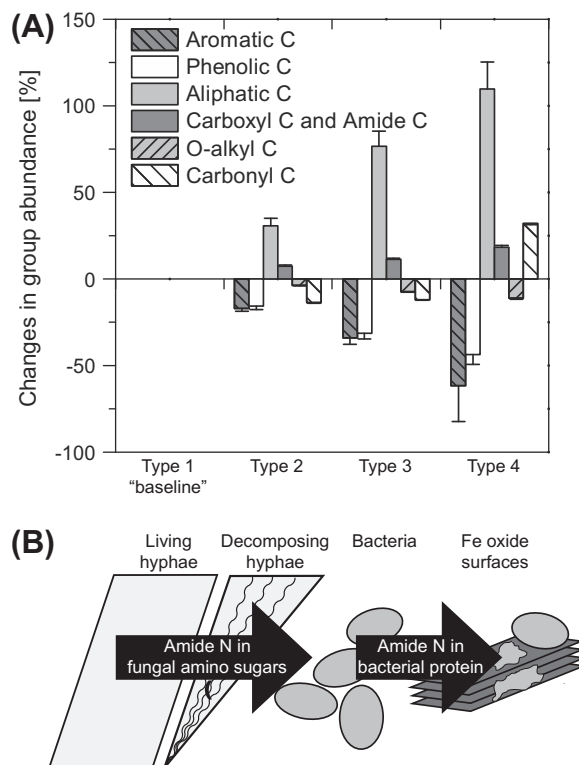 (A)
Changes in group abundance [%]
150
100
50
0
-50
-100
Aromatic C
Phenolic C
Aliphatic C
Carboxyl C and Amide C
O-alkyl C
Carbonyl C
Type 1
"baseline"
Type 2
Type 3
Type 4
(B)
Living
hyphae
Decomposing
hyphae
Bacteria
Fe oxide
surfaces
Amide N in
fungal amino sugars
Amide N in
bacterial protein